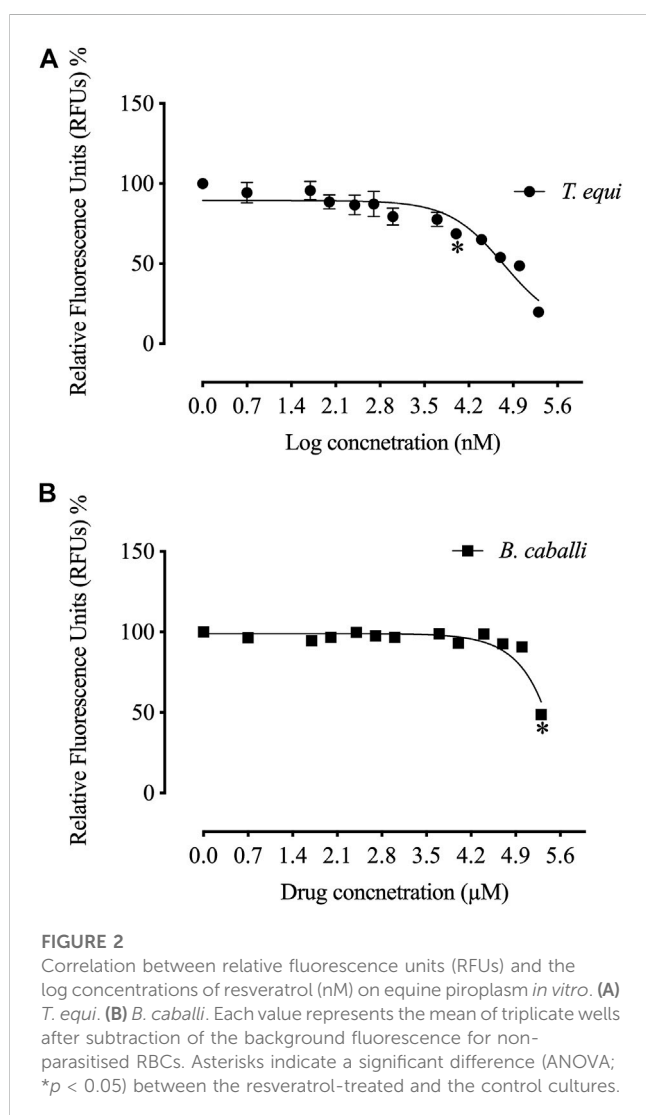 A
Relative Fluorescence Units (RFUs) %
150
100
50
0
T. equi
*
0.0 0.7 1.4 2.1 2.8 3.5 4.2 4.9 5.6
Log concnetration (nM)
B
Relative Fluorescence Units (RFUs) %
150
100
50
0
B. caballi
*
0.0 0.7 1.4 2.1 2.8 3.5 4.2 4.9 5.6
Drug concnetration (µM)
FIGURE 2
Correlation between relative fluorescence units (RFUs) and the
log concentrations of resveratrol (nM) on equine piroplasm in vitro. (A)
T. equi. (B) B. caballi. Each value represents the mean of triplicate wells
after subtraction of the background fluorescence for non-
parasitised RBCs. Asterisks indicate a significant difference (ANOVA;
*p < 0.05) between the resveratrol-treated and the control cultures.